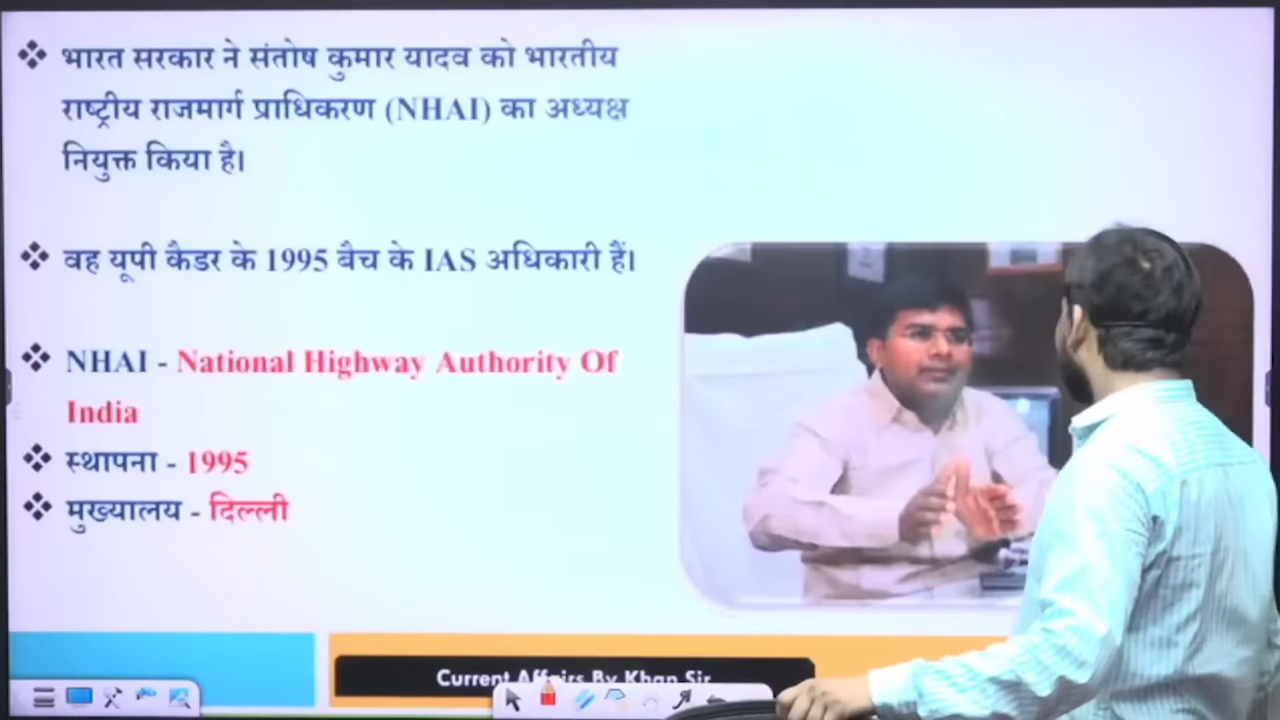 भारत सरकार ने संतोष कुमार यादव को भारतीय
राष्ट्रीय राजमार्ग प्राधिकरण (NHAI) का अध्यक्ष
नियुक्त किया है।
वह यूपी कैडर के 1995 बैच के IAS अधिकारी हैं।
NHAI - National Highway Authority Of
India
स्थापना - 1995
मुख्यालय - दिल्ली
Current Affairs By Khan Sir